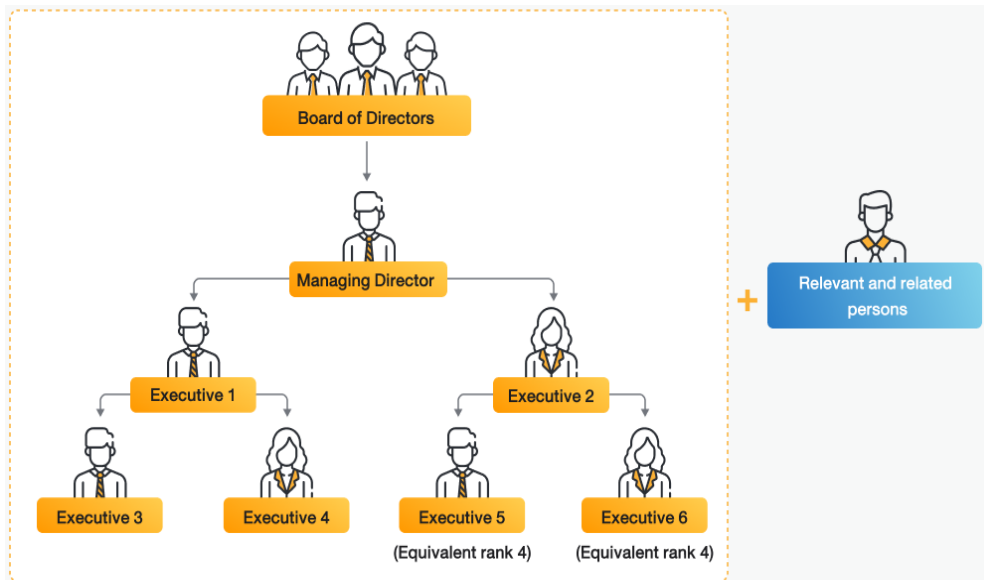 Board of Directors
Managing Director
+
Relevant and related
persons
Executive 1
Executive 2
Executive 3
Executive 4
Executive 5
Executive 6
(Equivalent rank 4)
(Equivalent rank 4)